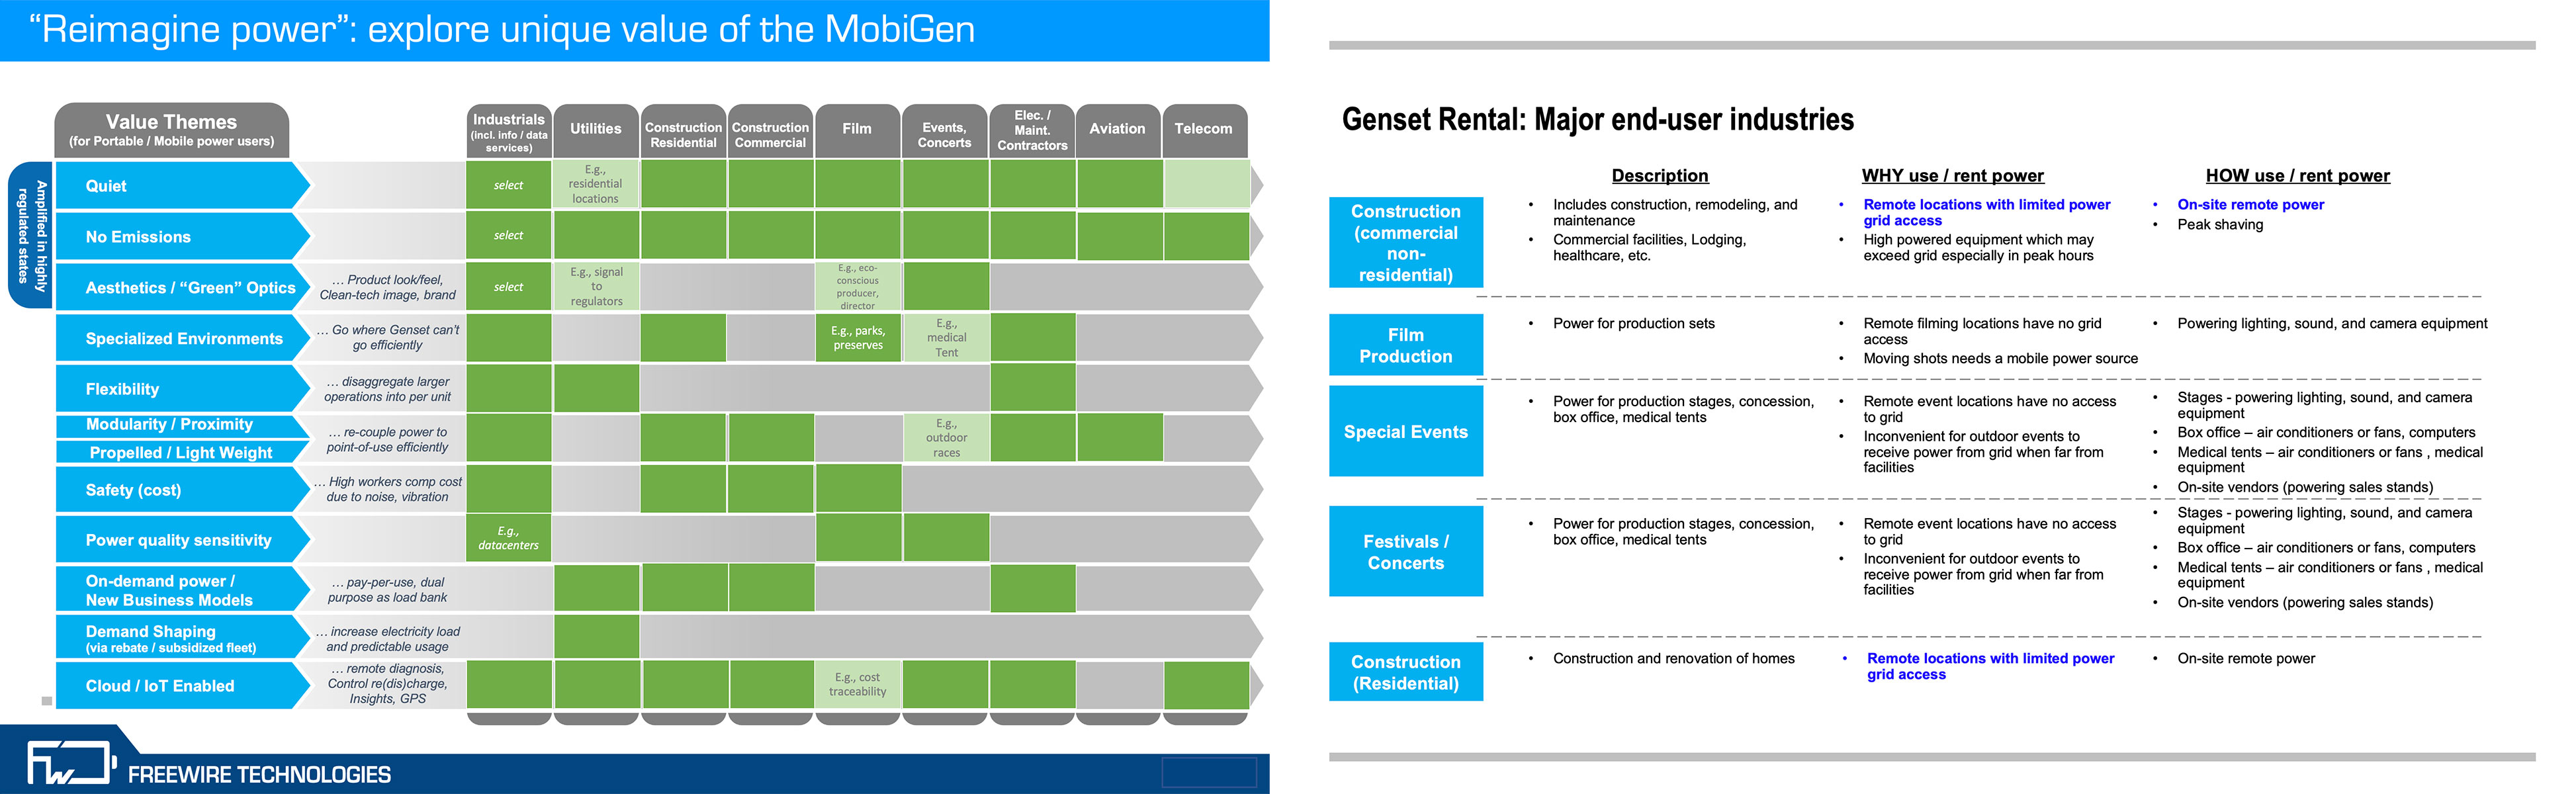 “Reimagine power”: explore unique value of the MobiGen
Value Themes
(for Portable / Mobile power users)
Industrials
(incl. info / data
services)
Utilities
Construction
Residential
Construction
Commercial
Film
Events,
Concerts
Elec. /
Maint.
Contractors
Aviation
Telecom
Amplified in highly
regulated states
Quiet
select
E.g.,
residential
locations
No Emissions
select
Aesthetics / “Green” Optics
… Product look/feel,
Clean-tech image, brand
select
E.g., signal
to
regulators
E.g., eco-
conscious
producer,
director
Specialized Environments
… Go where Genset can’t
go efficiently
E.g., parks,
preserves
E.g.,
medical
Tent
Flexibility
… disaggregate larger
operations into per unit
Modularity / Proximity
Propelled / Light Weight
… re-couple power to
point-of-use efficiently
E.g.,
outdoor
races
Safety (cost)
… High workers comp cost
due to noise, vibration
Power quality sensitivity
E.g.,
datacenters
On-demand power /
New Business Models
… pay-per-use, dual
purpose as load bank
Demand Shaping
(via rebate / subsidized fleet)
… increase electricity load
and predictable usage
Cloud / IoT Enabled
… remote diagnosis,
Control re(dis)charge,
Insights, GPS
E.g., cost
traceability
FW
FREEWIRE TECHNOLOGIES
Genset Rental: Major end-user industries
Description
WHY use / rent power
HOW use / rent power
Construction
(commercial
non-
residential)
• Includes construction, remodeling, and
maintenance
• Commercial facilities, Lodging,
healthcare, etc.
• Remote locations with limited power
grid access
• High powered equipment which may
exceed grid especially in peak hours
• On-site remote power
• Peak shaving
Film
Production
• Power for production sets
• Remote filming locations have no grid
access
• Moving shots needs a mobile power source
• Powering lighting, sound, and camera equipment
Special Events
• Power for production stages, concession,
box office, medical tents
• Remote event locations have no access
to grid
• Inconvenient for outdoor events to
receive power from grid when far from
facilities
• Stages - powering lighting, sound, and camera
equipment
• Box office – air conditioners or fans, computers
• Medical tents – air conditioners or fans , medical
equipment
• On-site vendors (powering sales stands)
Festivals /
Concerts
• Power for production stages, concession,
box office, medical tents
• Remote event locations have no access
to grid
• Inconvenient for outdoor events to
receive power from grid when far from
facilities
• Stages - powering lighting, sound, and camera
equipment
• Box office – air conditioners or fans, computers
• Medical tents – air conditioners or fans , medical
equipment
• On-site vendors (powering sales stands)
Construction
(Residential)
• Construction and renovation of homes
• Remote locations with limited power
grid access
• On-site remote power